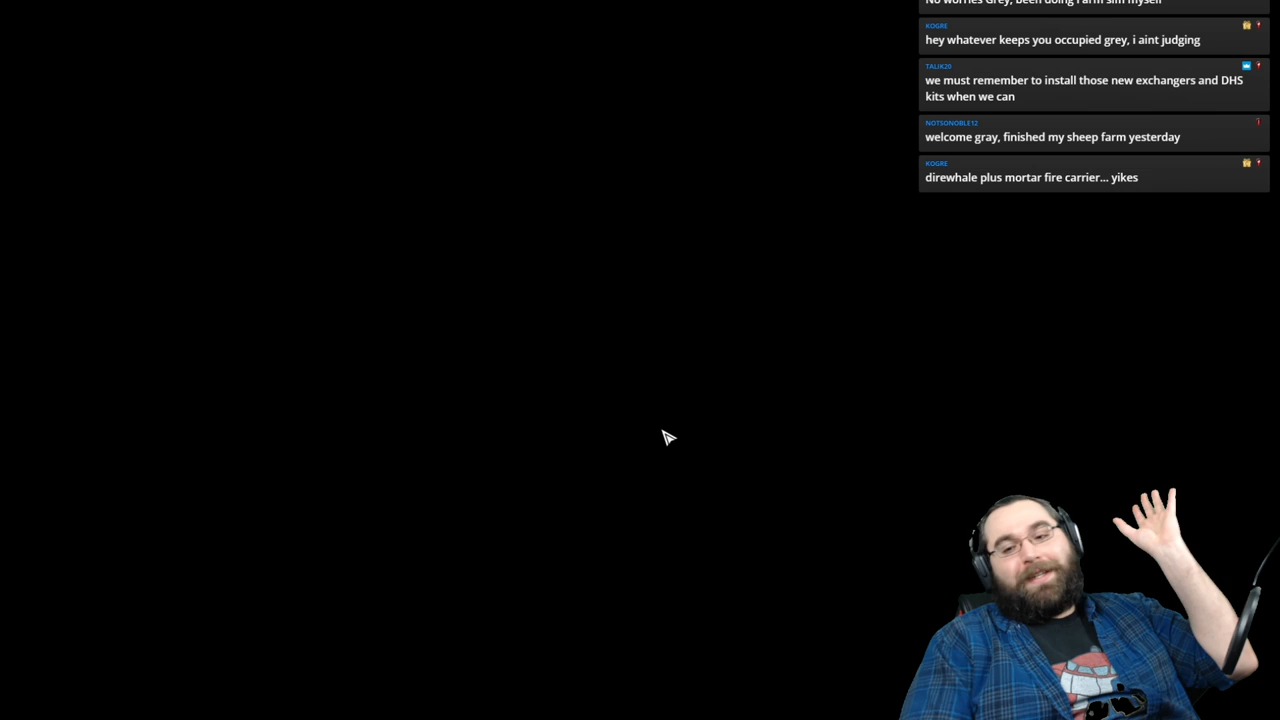 No worries Grey, been doing Farm sim myself
KOGRE
hey whatever keeps you occupied grey, i aint judging
TALIK20
we must remember to install those new exchangers and DHS
kits when we can
NOTSONOBLE12
welcome gray, finished my sheep farm yesterday
KOGRE
direwhale plus mortar fire carrier... yikes